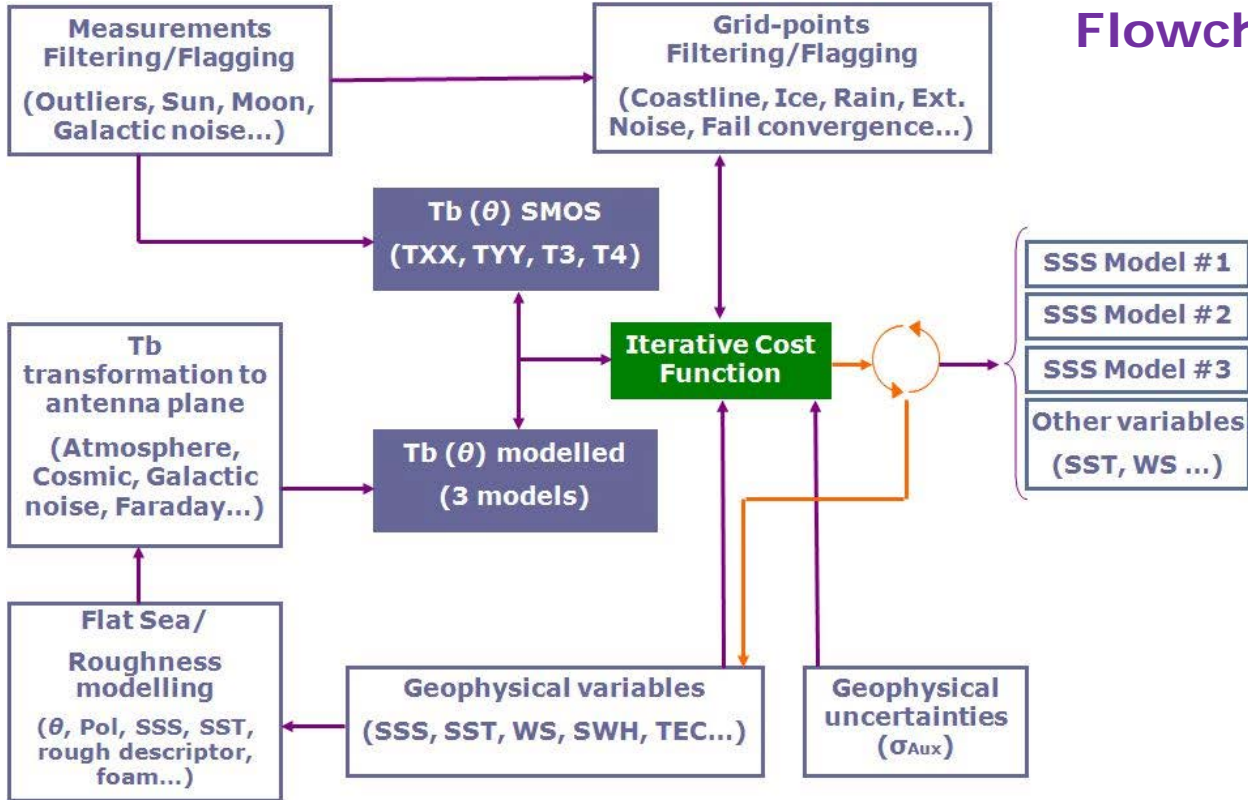 Measurements
Filtering/Flagging
(Outliers, Sun, Moon,
Galactic noise...)
Grid-points
Filtering/Flagging
(Coastline, Ice, Rain, Ext.
Noise, Fail convergence...)
Flowch
Tb (θ) SMOS
(TXX, TYY, T3, T4)
Tb
transformation to
antenna plane
(Atmosphere,
Cosmic, Galactic
noise, Faraday...)
Iterative Cost
Function
SSS Model #1
SSS Model #2
SSS Model #3
Other variables
(SST, WS ...)
Tb (θ) modelled
(3 models)
Flat Sea/
Roughness
modelling
(θ, Pol, SSS, SST,
rough descriptor,
foam...)
Geophysical variables
(SSS, SST, WS, SWH, TEC...)
Geophysical
uncertainties
(σAux)